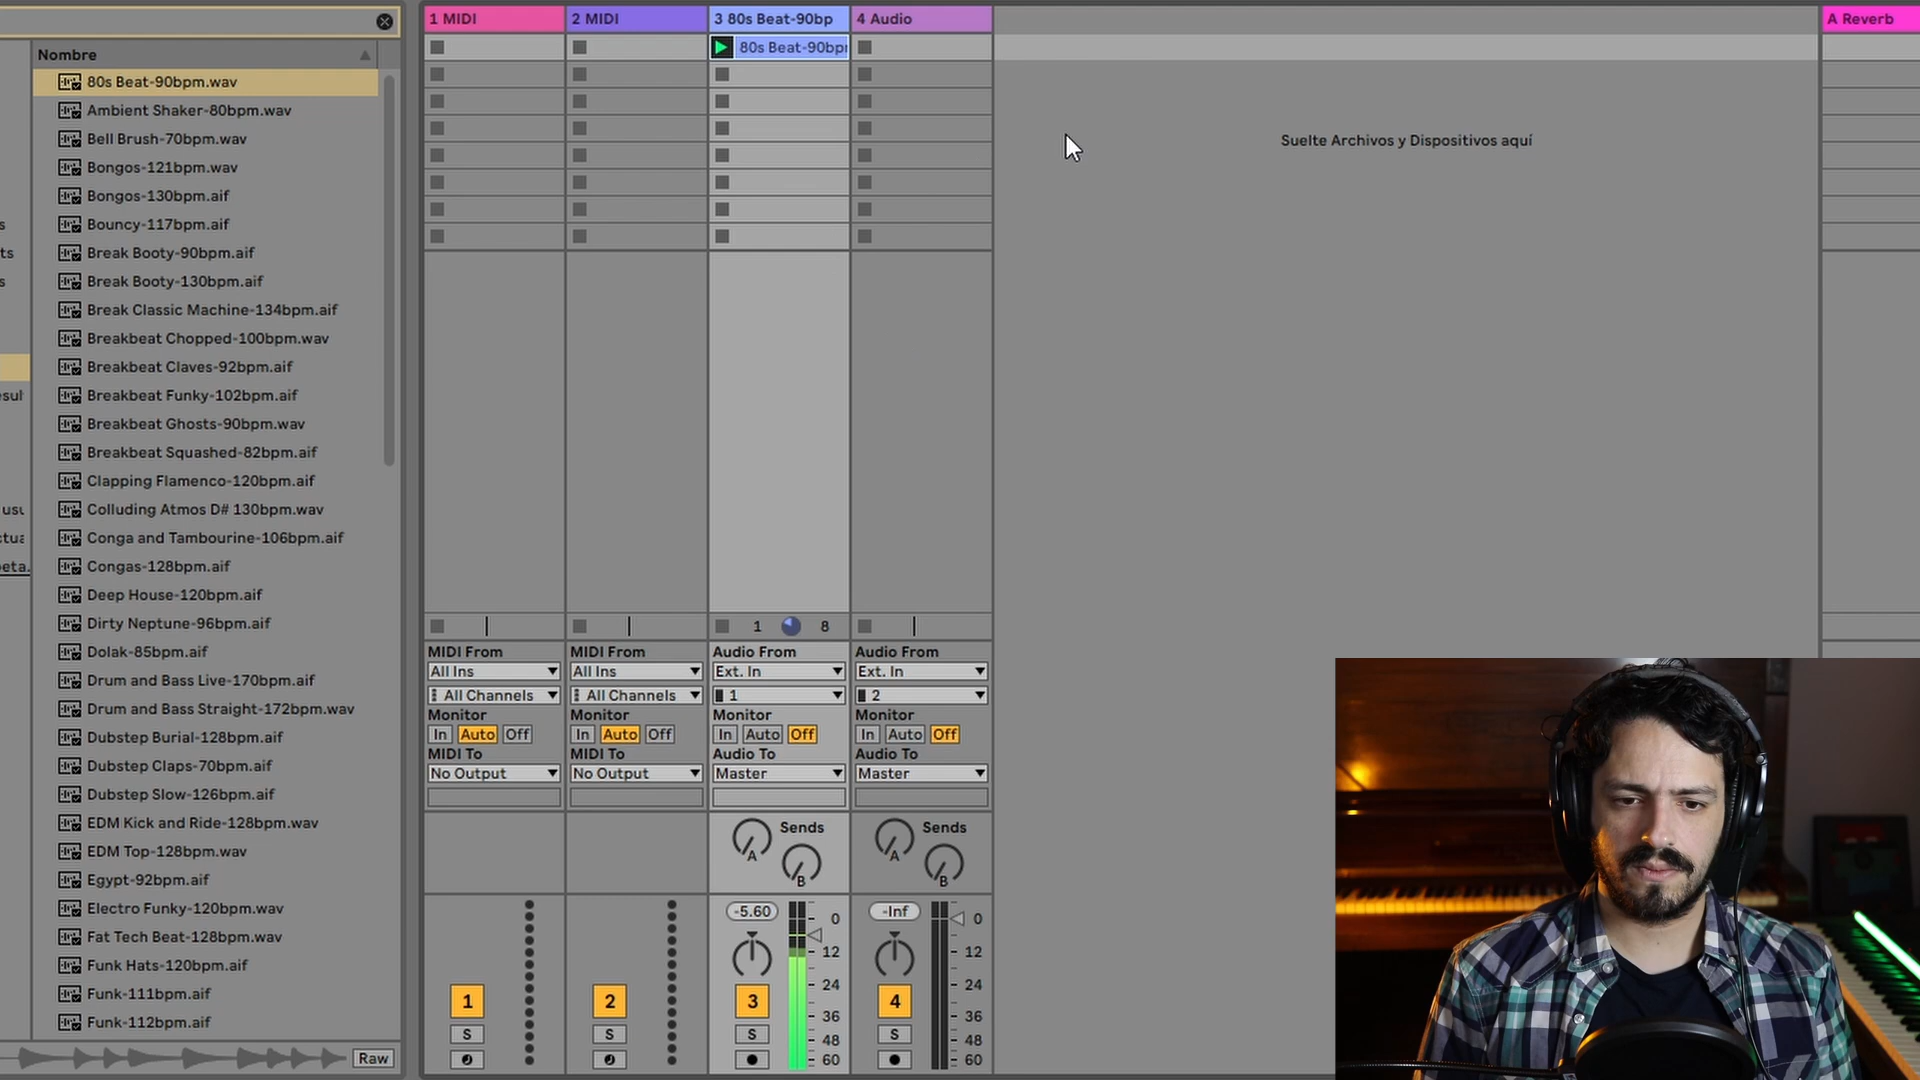 Nombre
80s Beat-90bpm.wav
Ambient Shaker-80bpm.wav
Bell Brush-70bpm.wav
Bongos-121bpm.wav
Bongos-130bpm.aif
Bouncy-117bpm.aif
Break Booty-90bpm.aif
Break Booty-130bpm.aif
Break Classic Machine-134bpm.aif
Breakbeat Chopped-100bpm.wav
Breakbeat Claves-92bpm.aif
Breakbeat Funky-102bpm.aif
Breakbeat Ghosts-90bpm.wav
Breakbeat Squashed-82bpm.aif
Clapping Flamenco-120bpm.aif
Colluding Atmos D# 130bpm.wav
Conga and Tambourine-106bpm.aif
Congas-128bpm.aif
Deep House-120bpm.aif
Dirty Neptune-96bpm.aif
Dolak-85bpm.aif
Drum and Bass Live-170bpm.aif
Drum and Bass Straight-172bpm.wav
Dubstep Burial-128bpm.aif
Dubstep Claps-70bpm.aif
Dubstep Slow-126bpm.aif
EDM Kick and Ride-128bpm.wav
EDM Top-128bpm.wav
Egypt-92bpm.aif
Electro Funky-120bpm.wav
Fat Tech Beat-128bpm.wav
Funk Hats-120bpm.wav
Funk-111bpm.aif
Funk-112bpm.aif
Raw
1 MIDI 2 MIDI 3 80s Beat-90bp 4 Audio A Reverb
80s Beat-90bpr
Suelte Archivos y Dispositivos aquí
1 8
MIDI From MIDI From Audio From Audio From
All Ins All Ins Ext. In Ext. In
All Channels All Channels 1 2
Monitor Monitor Monitor Monitor
In Auto Off In Auto Off In Auto Off In Auto Off
MIDI To MIDI To Audio To Audio To
No Output No Output Master Master
Sends Sends
A A
B B
-5.60 0 -Inf 0
12 12
24 24
1 2 3 4
36 36
S S S S
48 48
60 60